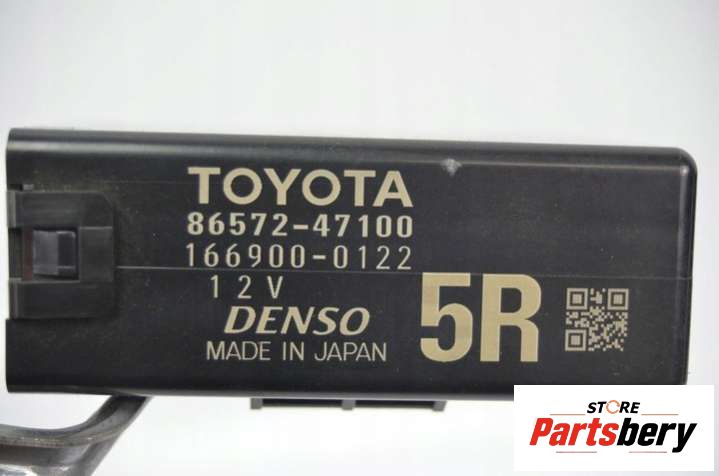 TOYOTA
86572-47100
166900-0122
12V
DENSO
MADE IN JAPAN
5R
STORE
Partsbery